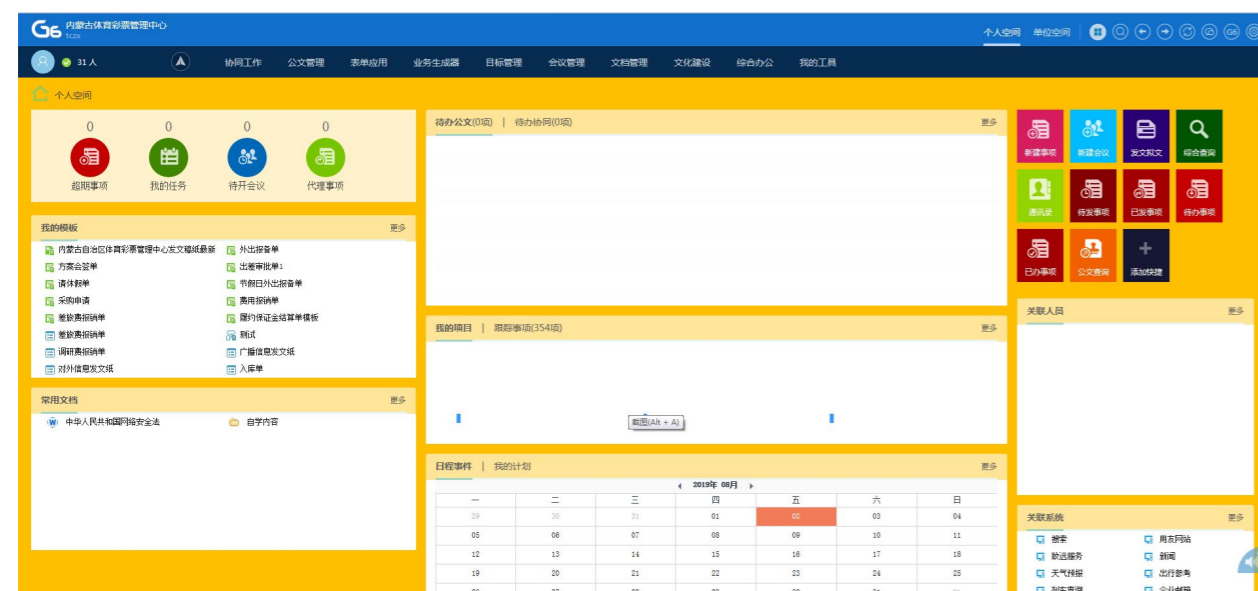 G6 内蒙古体育彩票管理中心
tczx
个人空间 单位空间
31人 协同工作 公文管理 表单应用 业务生成器 目标管理 会议管理 文档管理 文化建设 综合办公 我的工具
个人空间
0 0 0 0
超期事项 我的任务 待开会议 代理事项
我的模板 更多
内蒙古自治区体育彩票管理中心发文稿纸最新 外出报备单
方案会签单 出差审批单1
请休假单 节假日外出报备单
采购申请 费用报销单
差旅费报销单 履约保证金结算单模板
差旅费报销单 测试
调研费报销单 广播信息发文纸
对外信息发文纸 入库单
常用文档 更多
中华人民共和国网络安全法 自学内容
待办公文(0项) | 待办协同(0项) 更多
我的项目 | 跟踪事项(354项) 更多
截图(Alt + A)
日程事件 | 我的计划 更多
2019年 08月
一 二 三 四 五 六 日
29 30 31 01 02 03 04
05 06 07 08 09 10 11
12 13 14 15 16 17 18
19 20 21 22 23 24 25
新建事项 新建会议 发文拟文 综合查询
通讯录 待发事项 已发事项 待办事项
已办事项 公文查询 添加快捷
关联人员 更多
关联系统 更多
搜索 用友网站
致远服务 新闻
天气预报 出行参考
列车查询 企业邮箱